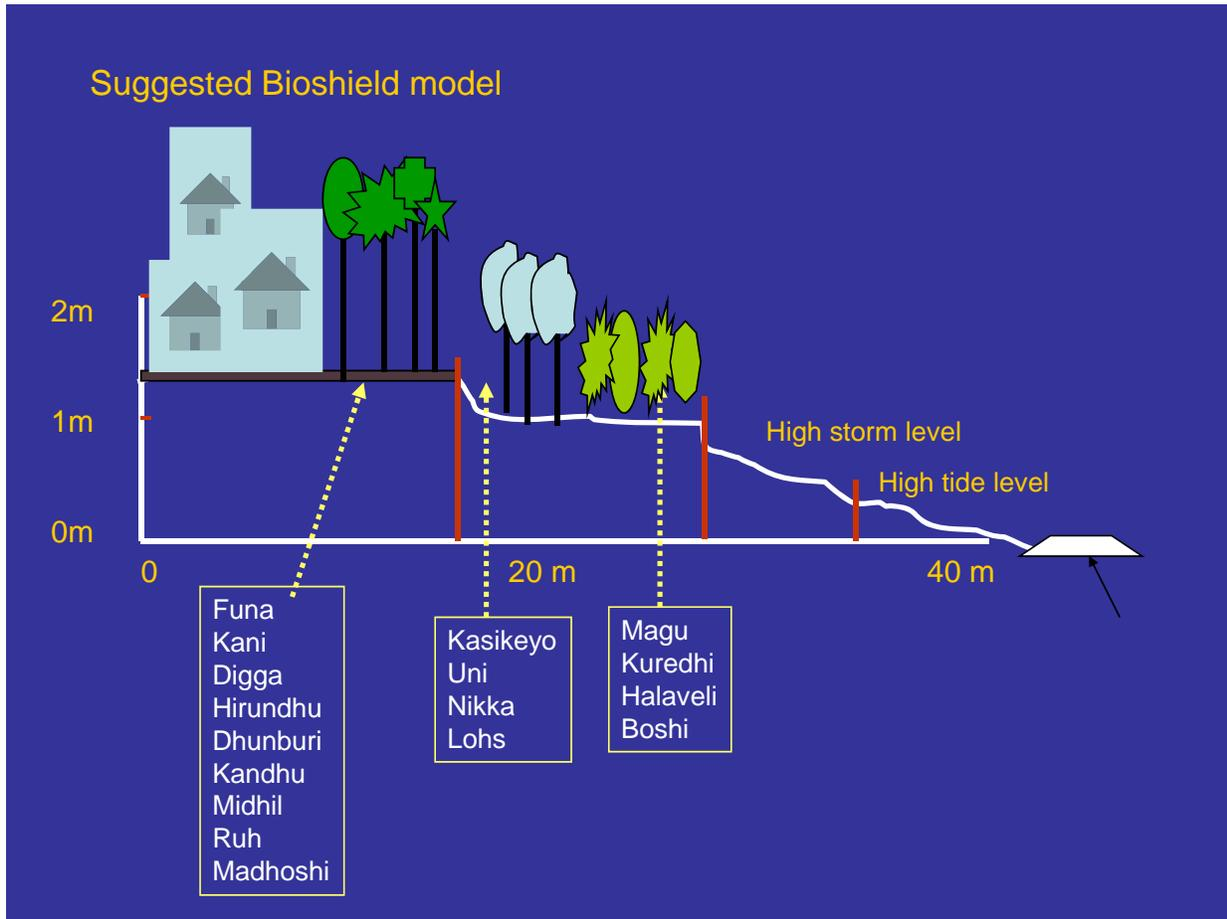 Suggested Bioshield model
2m
1m
0m
High storm level
High tide level
0
20 m
40 m
Funa
Kani
Digga
Hirundhu
Dhunburi
Kandhu
Midhil
Ruh
Madhoshi
Kasikeyo
Uni
Nikka
Lohs
Magu
Kuredhi
Halaveli
Boshi